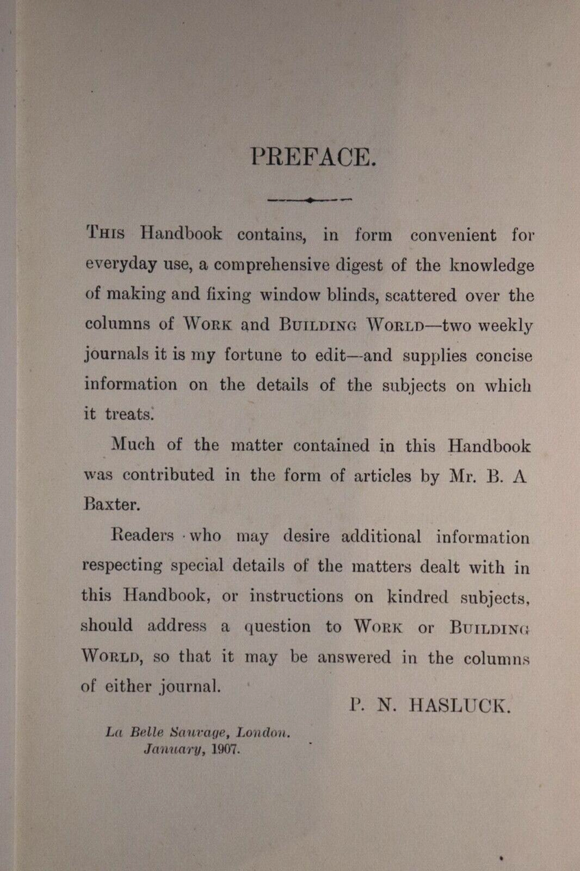 PREFACE.
THIS Handbook contains, in form convenient for
everyday use, a comprehensive digest of the knowledge
of making and fixing window blinds, scattered over the
columns of WORK and BUILDING WORLD—two weekly
journals it is my fortune to edit—and supplies concise
information on the details of the subjects on which
it treats.
Much of the matter contained in this Handbook
was contributed in the form of articles by Mr. B. A
Baxter.
Readers who may desire additional information
respecting special details of the matters dealt with in
this Handbook, or instructions on kindred subjects,
should address a question to WORK or BUILDING
WORLD, so that it may be answered in the columns
of either journal.
P. N. HASLUCK.
La Belle Sauvage, London.
January, 1907.